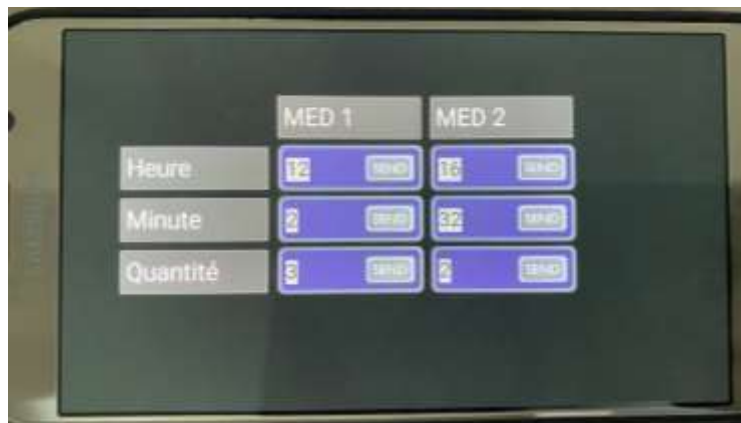 MED 1 MED 2
Heure 12 SEND 16 SEND
Minute 2 SEND 32 SEND
Quantité 3 SEND 2 SEND